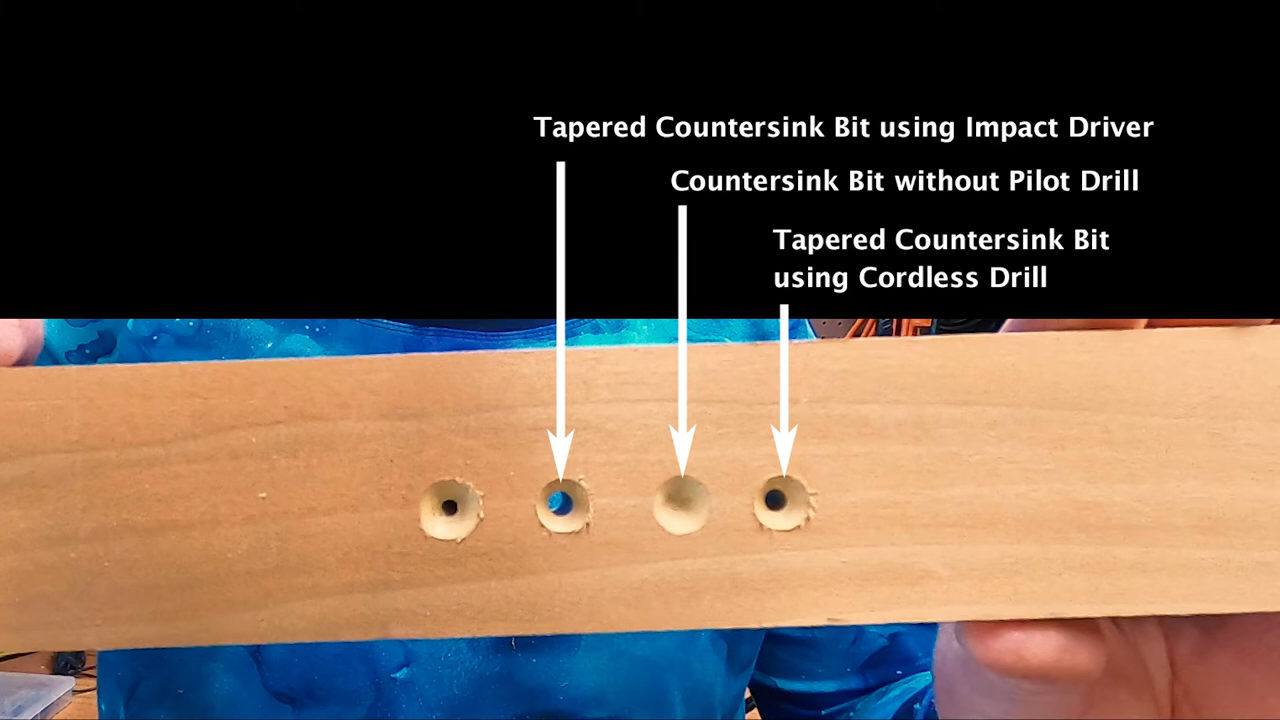 Tapered Countersink Bit using Impact Driver
Countersink Bit without Pilot Drill
Tapered Countersink Bit
using Cordless Drill